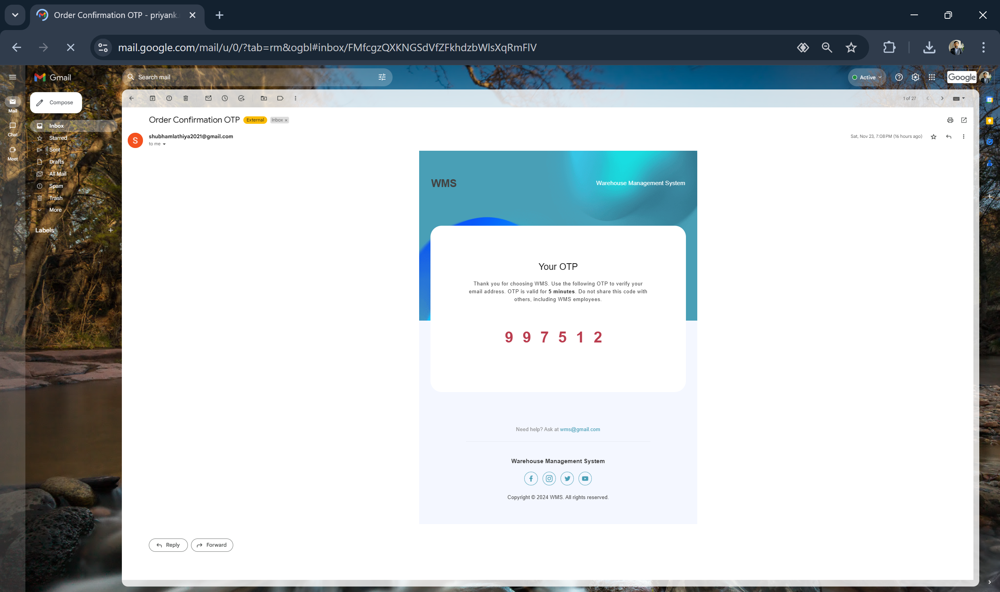 Order Confirmation OTP - priyank.
mail.google.com/mail/u/0/?tab=rm&ogbl#inbox/FMfcgzQXKNGSdVfZFkhdzbWlsXqRmFlV
Gmail
Search mail
Active
Google
Mail
Chat
Meet
Compose
Inbox
Starred
Sent
Drafts
All Mail
Spam
Trash
More
Labels
1 of 27
Order Confirmation OTP External Inbox x
S
shubhamlathiya2021@gmail.com
to me
Sat, Nov 23, 7:08 PM (16 hours ago)
WMS
Warehouse Management System
Your OTP
Thank you for choosing WMS. Use the following OTP to verify your
email address. OTP is valid for 5 minutes. Do not share this code with
others, including WMS employees.
9 9 7 5 1 2
Need help? Ask at wms@gmail.com
Warehouse Management System
Copyright © 2024 WMS. All rights reserved.
Reply
Forward
31